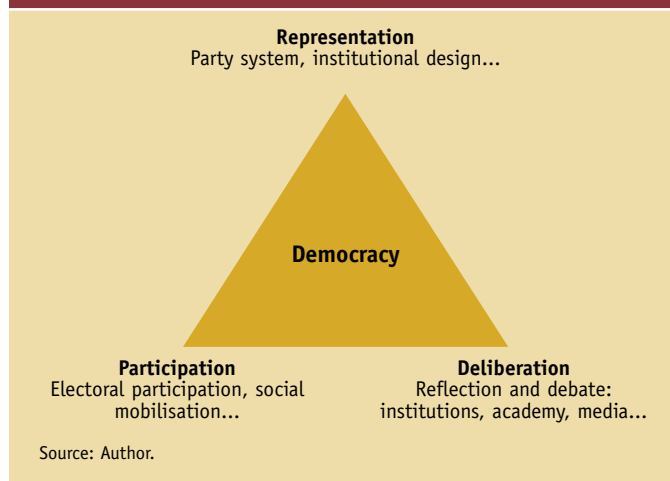 Representation
Party system, institutional design...
Democracy
Participation
Electoral participation, social
mobilisation...
Deliberation
Reflection and debate:
institutions, academy, media...
Source: Author.